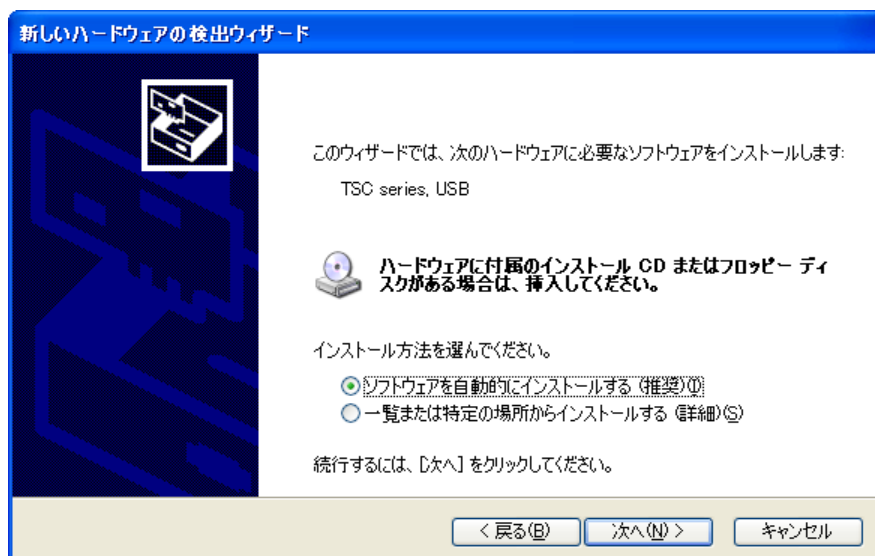 新しいハードウェアの検出ウィザード
このウィザードでは、次のハードウェアに必要なソフトウェアをインストールします:
TSC series, USB
ハードウェアに付属のインストール CD またはフロッピー ディ
スクがある場合は、挿入してください。
インストール方法を選んでください。
ソフトウェアを自動的にインストールする (推奨)(I)
一覧または特定の場所からインストールする (詳細)(S)
続行するには、[次へ] をクリックしてください。
< 戻る(B) 次へ(N) > キャンセル